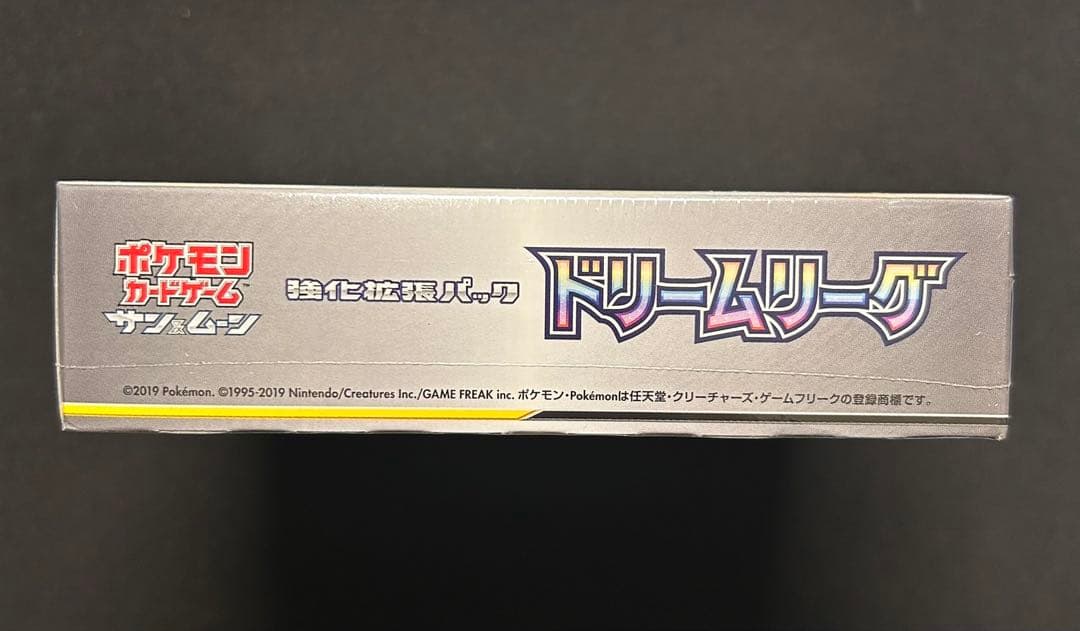 ポケモン
カードゲーム™
サン&ムーン
強化拡張パック
ドリームリーグ
©2019 Pokémon. ©1995-2019 Nintendo/Creatures Inc./GAME FREAK inc. ポケモン・Pokémonは任天堂・クリーチャーズ・ゲームフリークの登録商標です。